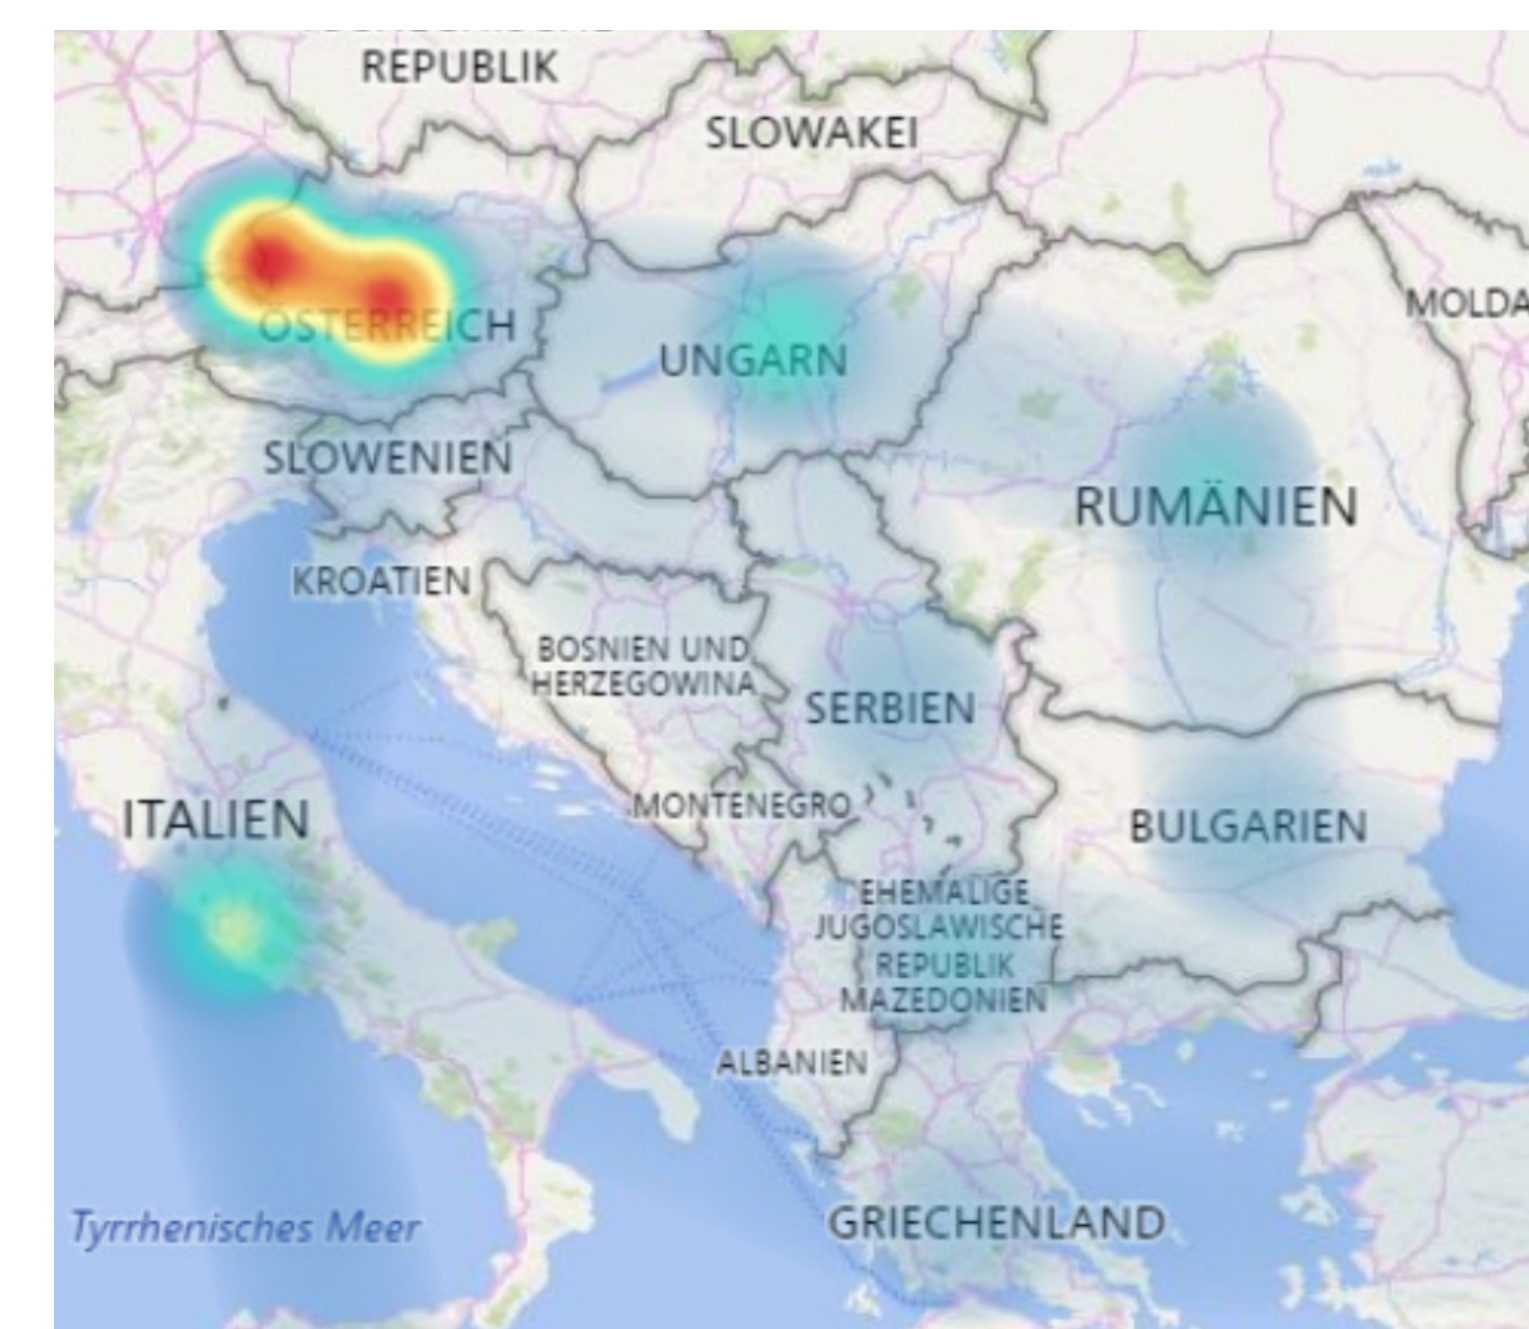 REPUBLIK
SLOWAKEI
MOLDA
ÖSTERREICH
UNGARN
SLOWENIEN
RUMÄNIEN
KROATIEN
BOSNIEN UND
HERZEGOWINA
SERBIEN
ITALIEN
MONTENEGRO
BULGARIEN
EHEMALIGE
JUGOSLAWISCHE
REPUBLIK
MAZEDONIEN
ALBANIEN
Tyrrhenisches Meer
GRIECHENLAND